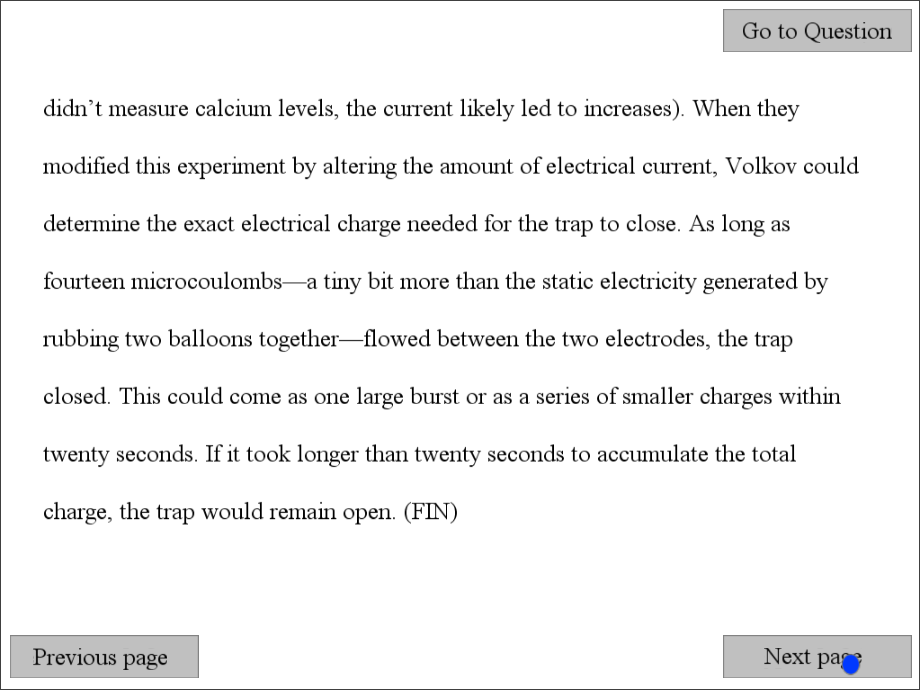 Go to Question
didn’t measure calcium levels, the current likely led to increases). When they
modified this experiment by altering the amount of electrical current, Volkov could
determine the exact electrical charge needed for the trap to close. As long as
fourteen microcoulombs—a tiny bit more than the static electricity generated by
rubbing two balloons together—flowed between the two electrodes, the trap
closed. This could come as one large burst or as a series of smaller charges within
twenty seconds. If it took longer than twenty seconds to accumulate the total
charge, the trap would remain open. (FIN)
Previous page
Next page